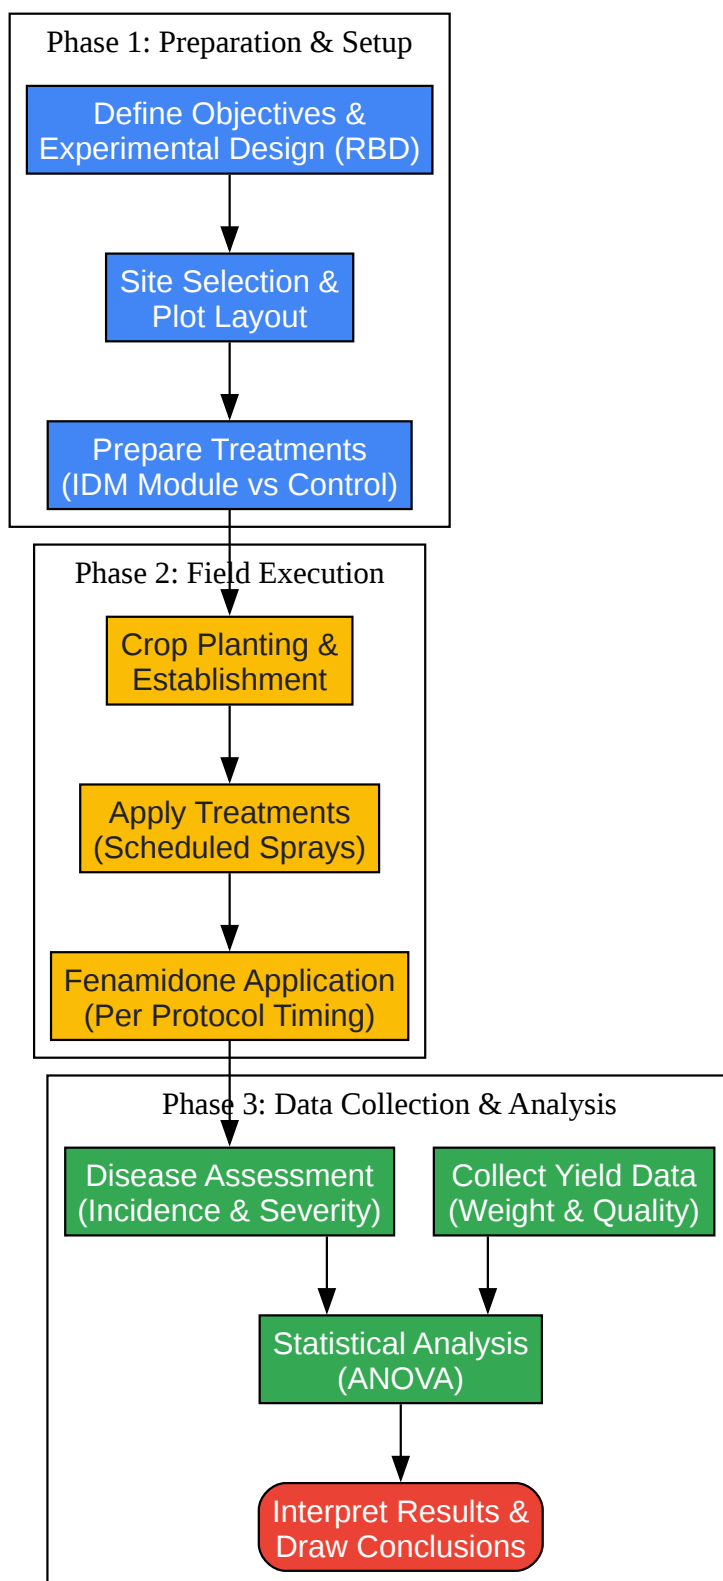 Phase 1: Preparation & Setup
Define Objectives &
Experimental Design (RBD)
Site Selection &
Plot Layout
Prepare Treatments
(IDM Module vs Control)
Phase 2: Field Execution
Crop Planting &
Establishment
Apply Treatments
(Scheduled Sprays)
Fenamidone Application
(Per Protocol Timing)
Phase 3: Data Collection & Analysis
Disease Assessment
(Incidence & Severity)
Collect Yield Data
(Weight & Quality)
Statistical Analysis
(ANOVA)
Interpret Results &
Draw Conclusions